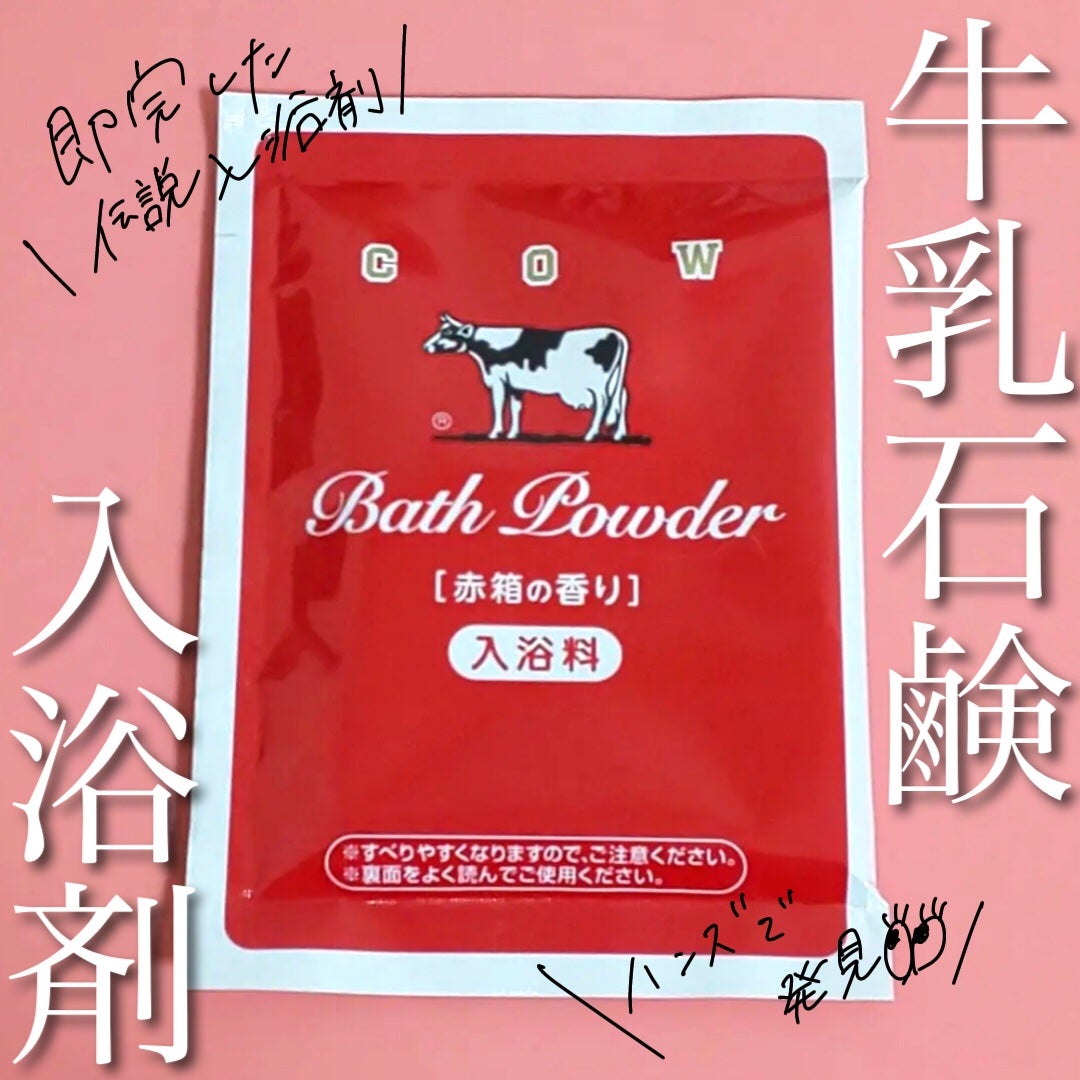 牛乳石鹸
入浴剤
即完した
\伝説の入浴剤/
COW
®
Bath Powder
[赤箱の香り]
入浴料
※すべりやすくなりますので、ご注意ください。
※裏面をよく読んでご使用ください。
\ハンズで
発見/